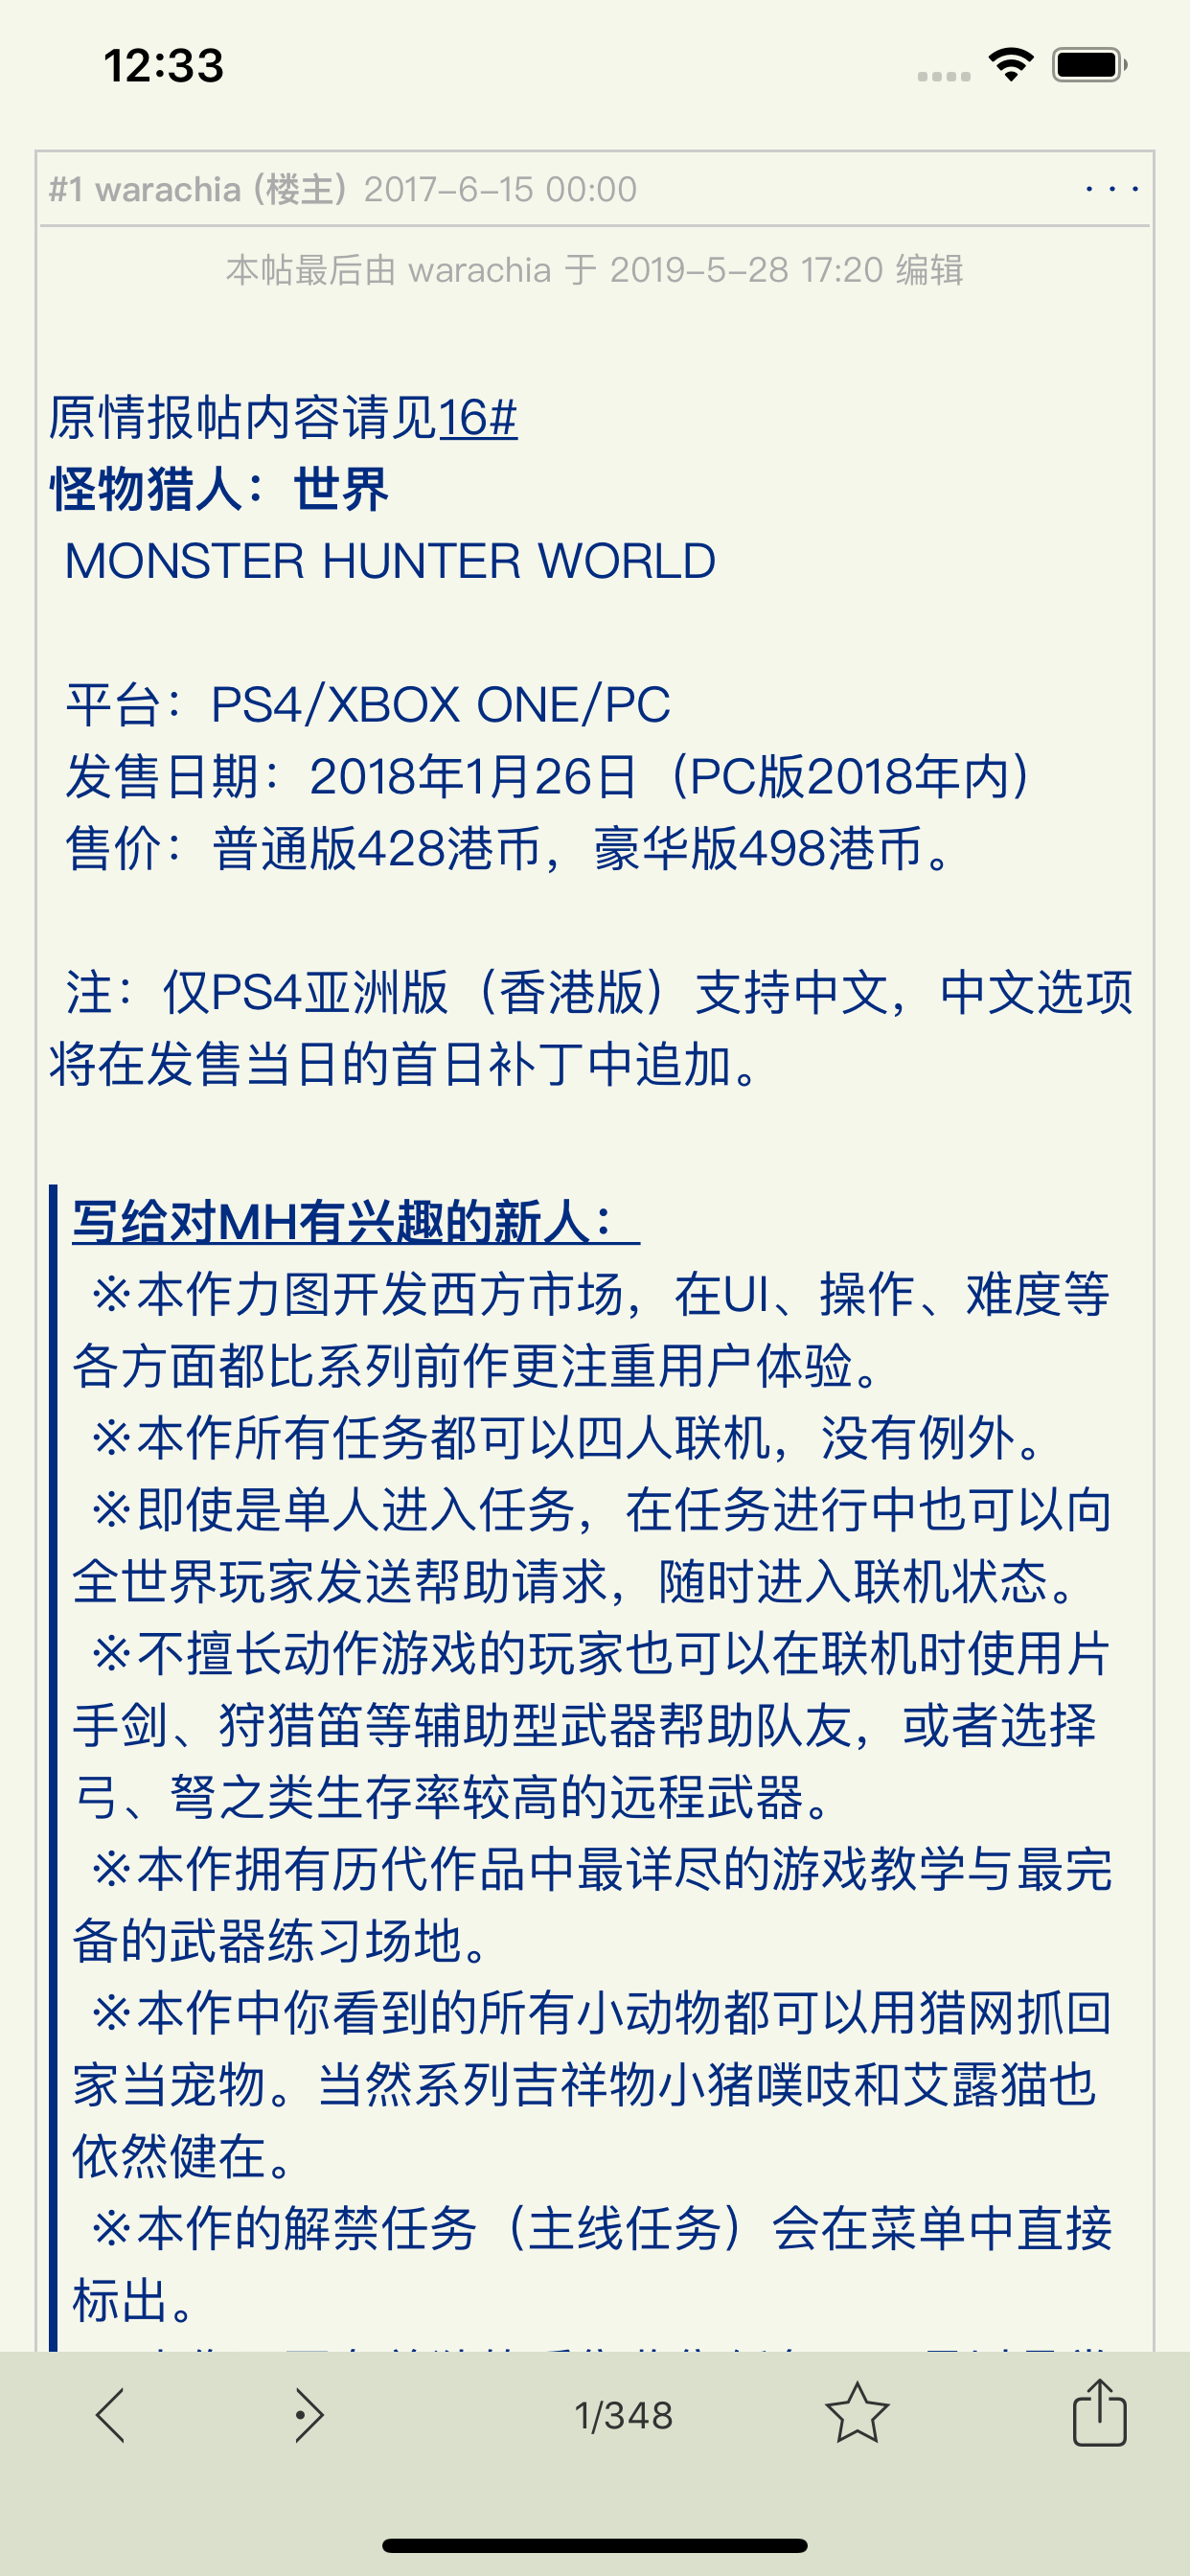 12:33
#1 warachia (楼主) 2017-6-15 00:00
本帖最后由 warachia 于 2019-5-28 17:20 编辑
原情报帖内容请见16#
怪物猎人：世界
MONSTER HUNTER WORLD
平台：PS4/XBOX ONE/PC
发售日期：2018年1月26日（PC版2018年内）
售价：普通版428港币，豪华版498港币。
注：仅PS4亚洲版（香港版）支持中文，中文选项
将在发售当日的首日补丁中追加。
写给对MH有兴趣的新人：
※本作力图开发西方市场，在UI、操作、难度等
各方面都比系列前作更注重用户体验。
※本作所有任务都可以四人联机，没有例外。
※即使是单人进入任务，在任务进行中也可以向
全世界玩家发送帮助请求，随时进入联机状态。
※不擅长动作游戏的玩家也可以在联机时使用片
手剑、狩猎笛等辅助型武器帮助队友，或者选择
弓、弩之类生存率较高的远程武器。
※本作拥有历代作品中最详尽的游戏教学与最完
备的武器练习场地。
※本作中你看到的所有小动物都可以用猎网抓回
家当宠物。当然系列吉祥物小猪噗吱和艾露猫也
依然健在。
※本作的解禁任务（主线任务）会在菜单中直接
标出。
1/348